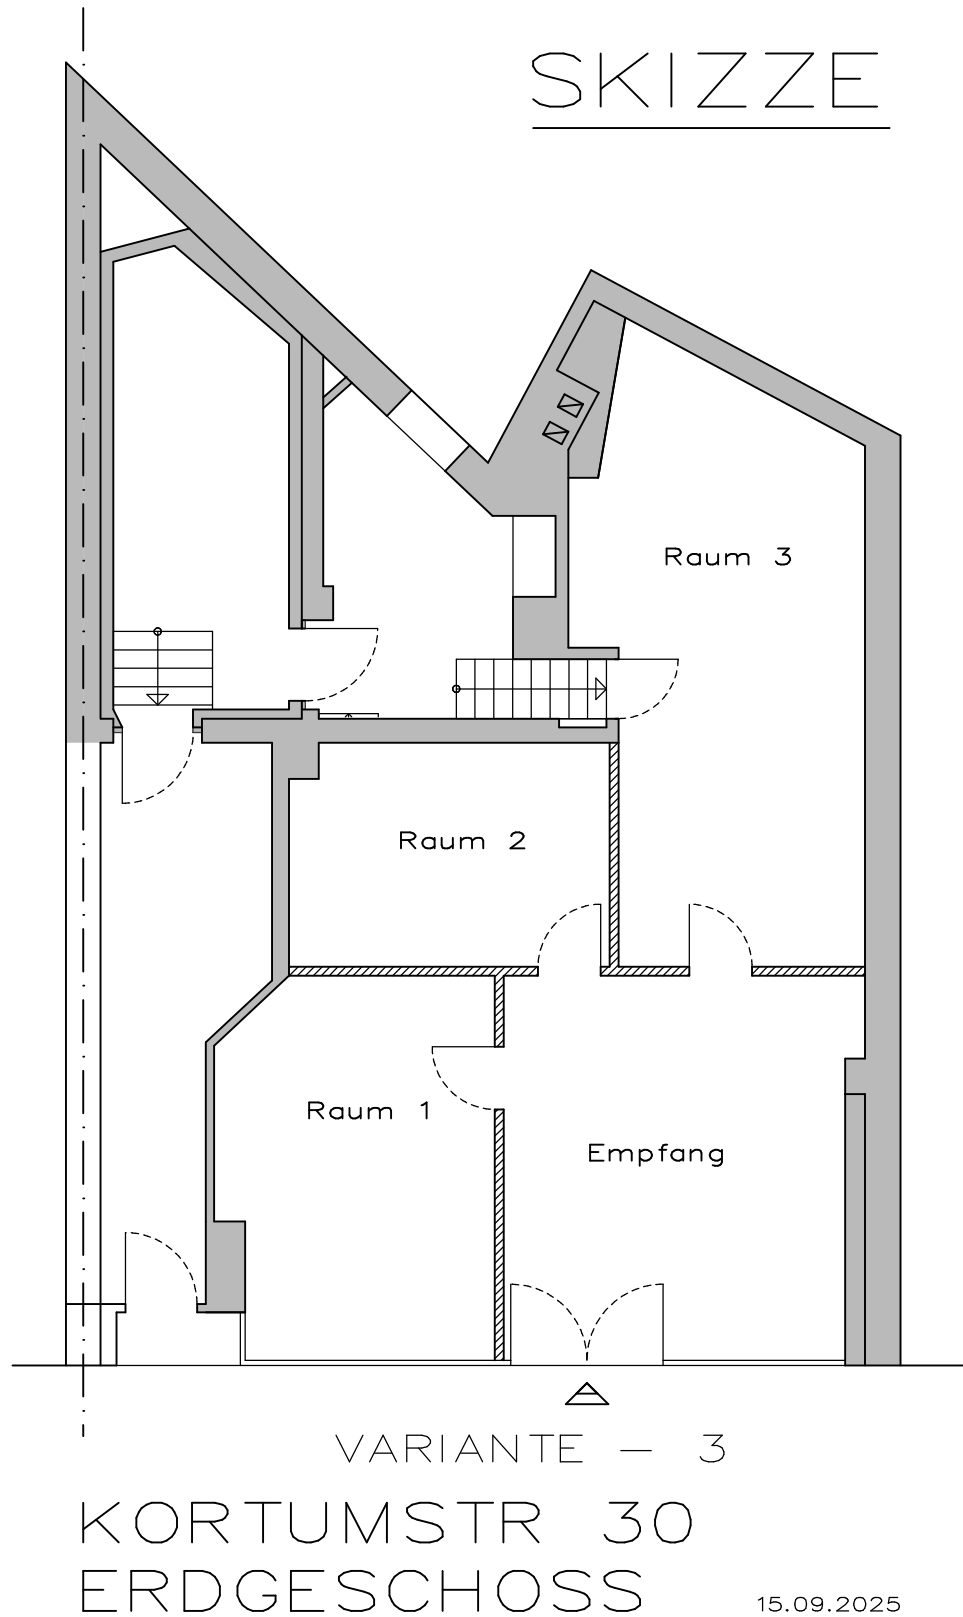 SKIZZE
Raum 3
Raum 2
Raum 1
Empfang
VARIANTE - 3
KORTUMSTR 30
ERDGESCHOSS
15.09.2025